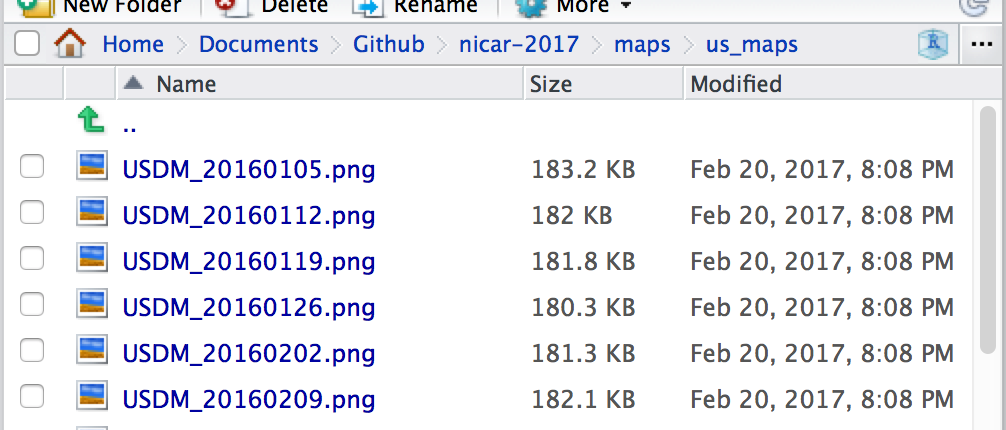 New Folder Delete Rename More
Home Documents Github nicar-2017 maps us_maps R ...
Name Size Modified
..
USDM_20160105.png 183.2 KB Feb 20, 2017, 8:08 PM
USDM_20160112.png 182 KB Feb 20, 2017, 8:08 PM
USDM_20160119.png 181.8 KB Feb 20, 2017, 8:08 PM
USDM_20160126.png 180.3 KB Feb 20, 2017, 8:08 PM
USDM_20160202.png 181.3 KB Feb 20, 2017, 8:08 PM
USDM_20160209.png 182.1 KB Feb 20, 2017, 8:08 PM